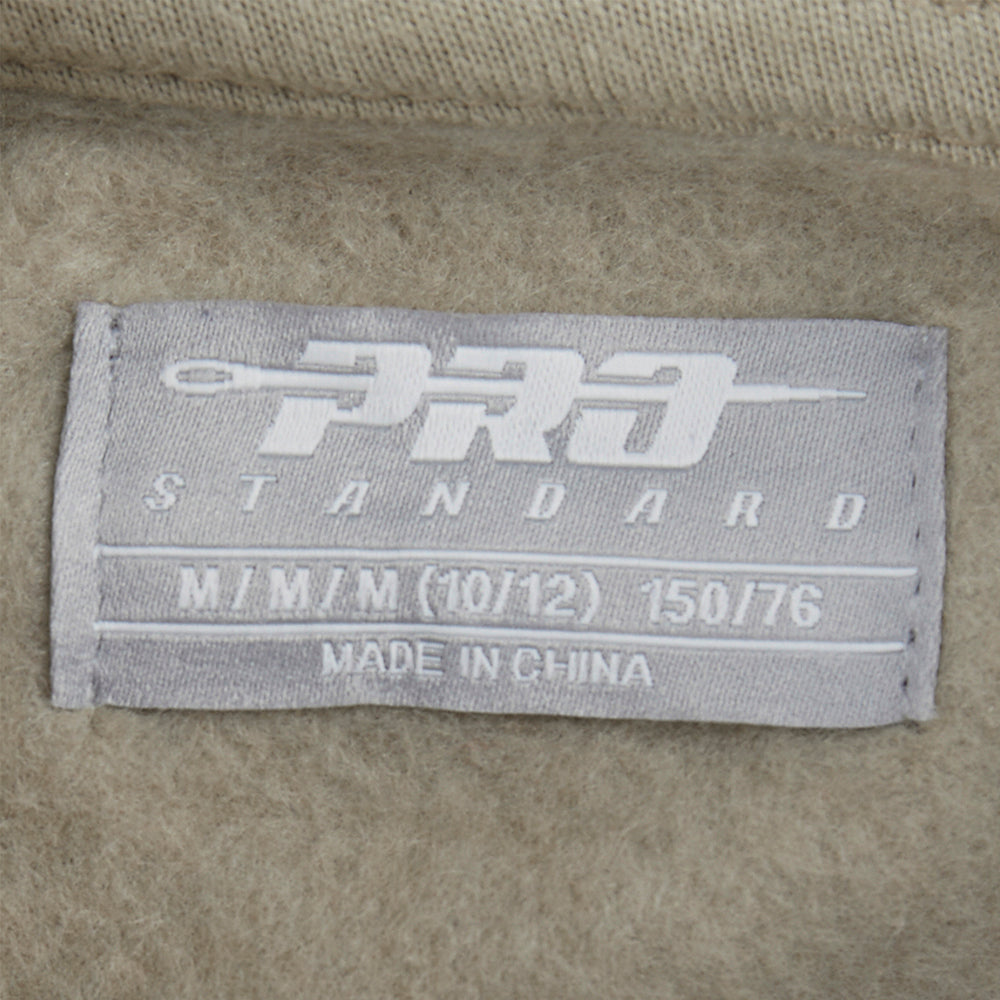 PRO
STANDARD
M/M/M (10/12) 150/76
MADE IN CHINA